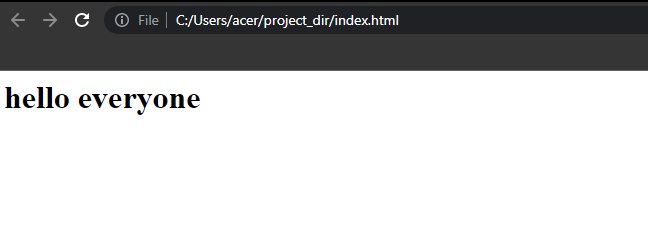 File C:/Users/acer/project_dir/index.html
hello everyone